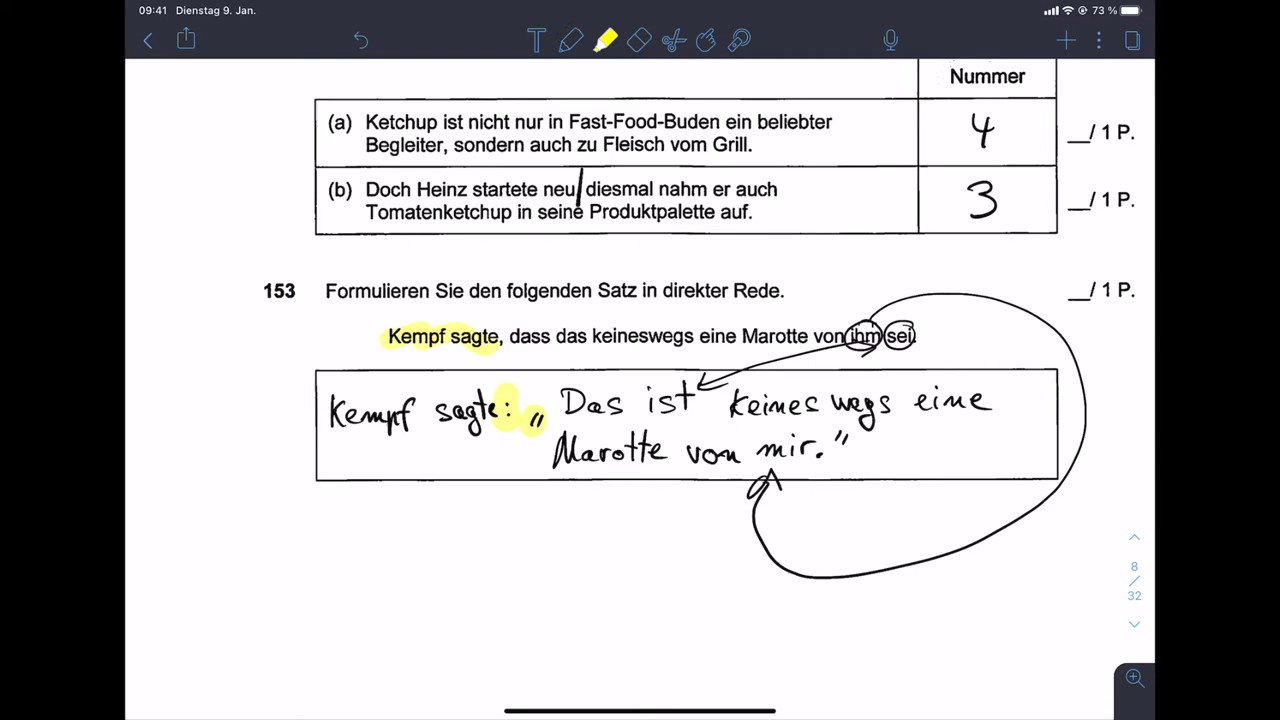 09:41 Dienstag 9. Jan.
73 %
Nummer
(a) Ketchup ist nicht nur in Fast-Food-Buden ein beliebter
Begleiter, sondern auch zu Fleisch vom Grill.
4
__/ 1 P.
(b) Doch Heinz startete neu/ diesmal nahm er auch
Tomatenketchup in seine Produktpalette auf.
3
__/ 1 P.
153 Formulieren Sie den folgenden Satz in direkter Rede.
__/ 1 P.
Kempf sagte, dass das keineswegs eine Marotte von ihm sei.
Kempf sagte: „ Das ist keineswegs eine
Marotte von mir.“
8
/
32